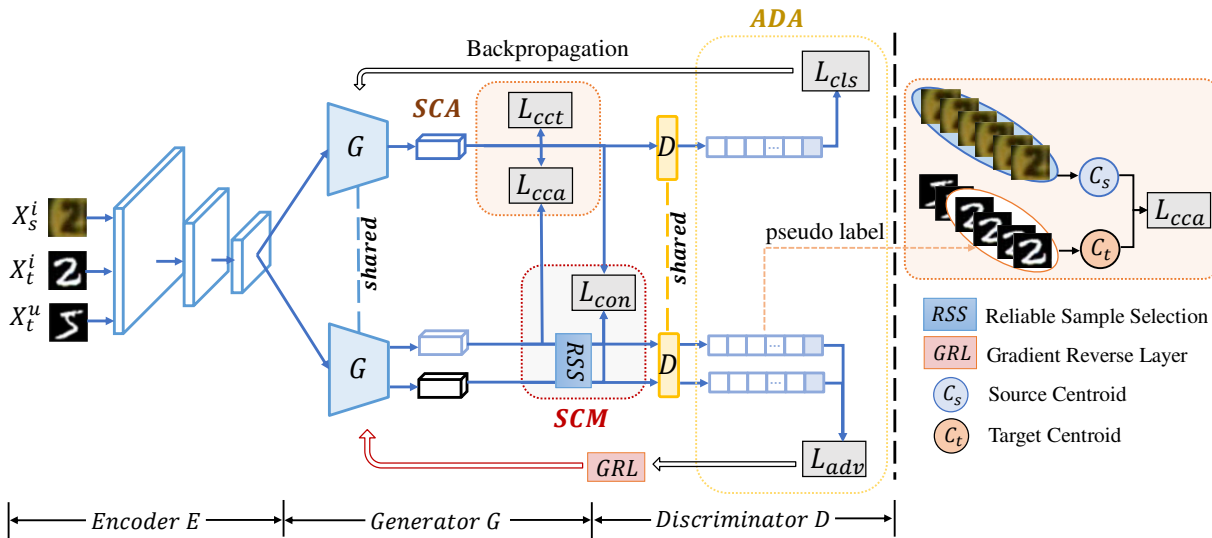 ADA
Backpropagation
L_cls
SCA
L_cct
G
D
...
C_s
L_cca
X_s^i
L_cca
shared
shared
pseudo label
C_t
X_t^i
L_con
X_t^u
RSS
Reliable Sample Selection
G
RSS
D
...
GRL
Gradient Reverse Layer
...
C_s
Source Centroid
SCM
C_t
Target Centroid
GRL
L_adv
Encoder E
Generator G
Discriminator D